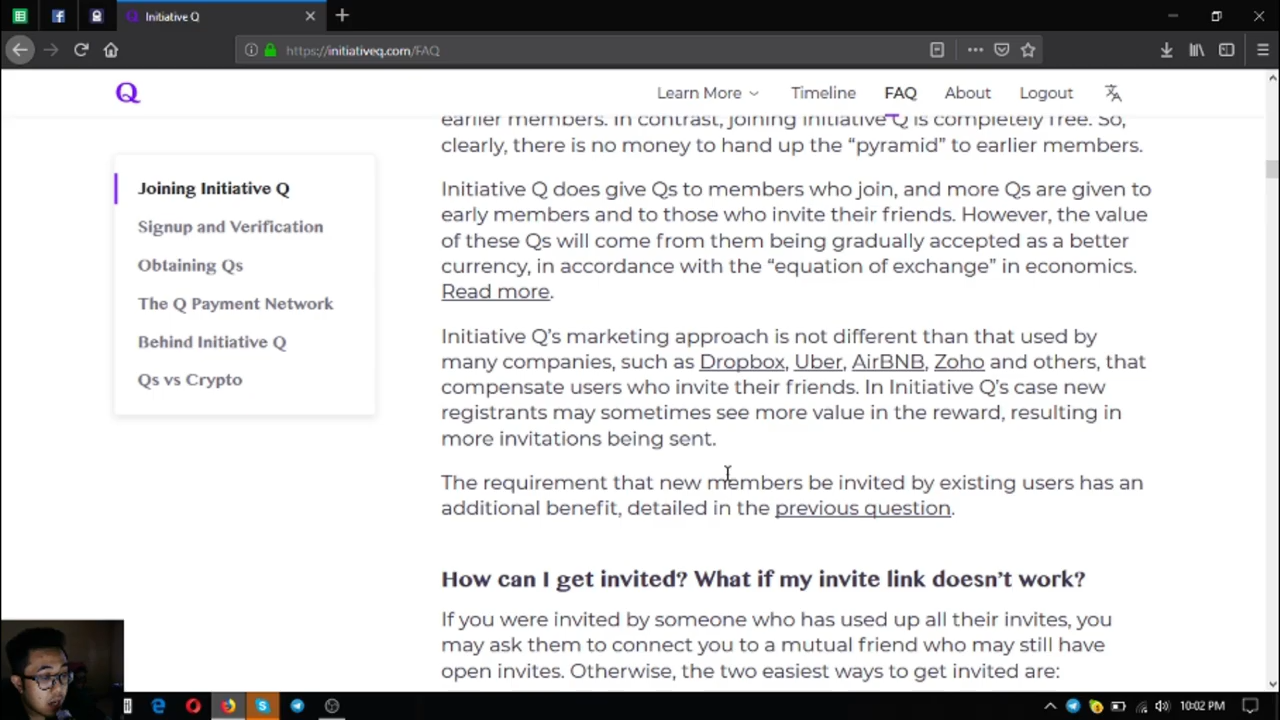 Initiative Q
https://initiativeq.com/FAQ
Q
Learn More
Timeline
FAQ
About
Logout
Joining Initiative Q
Signup and Verification
Obtaining Qs
The Q Payment Network
Behind Initiative Q
Qs vs Crypto
earlier members. In contrast, joining Initiative Q is completely free. So,
clearly, there is no money to hand up the “pyramid” to earlier members.
Initiative Q does give Qs to members who join, and more Qs are given to
early members and to those who invite their friends. However, the value
of these Qs will come from them being gradually accepted as a better
currency, in accordance with the “equation of exchange” in economics.
Read more.
Initiative Q’s marketing approach is not different than that used by
many companies, such as Dropbox, Uber, AirBNB, Zoho and others, that
compensate users who invite their friends. In Initiative Q’s case new
registrants may sometimes see more value in the reward, resulting in
more invitations being sent.
The requirement that new members be invited by existing users has an
additional benefit, detailed in the previous question.
How can I get invited? What if my invite link doesn’t work?
If you were invited by someone who has used up all their invites, you
may ask them to connect you to a mutual friend who may still have
open invites. Otherwise, the two easiest ways to get invited are:
10:02 PM